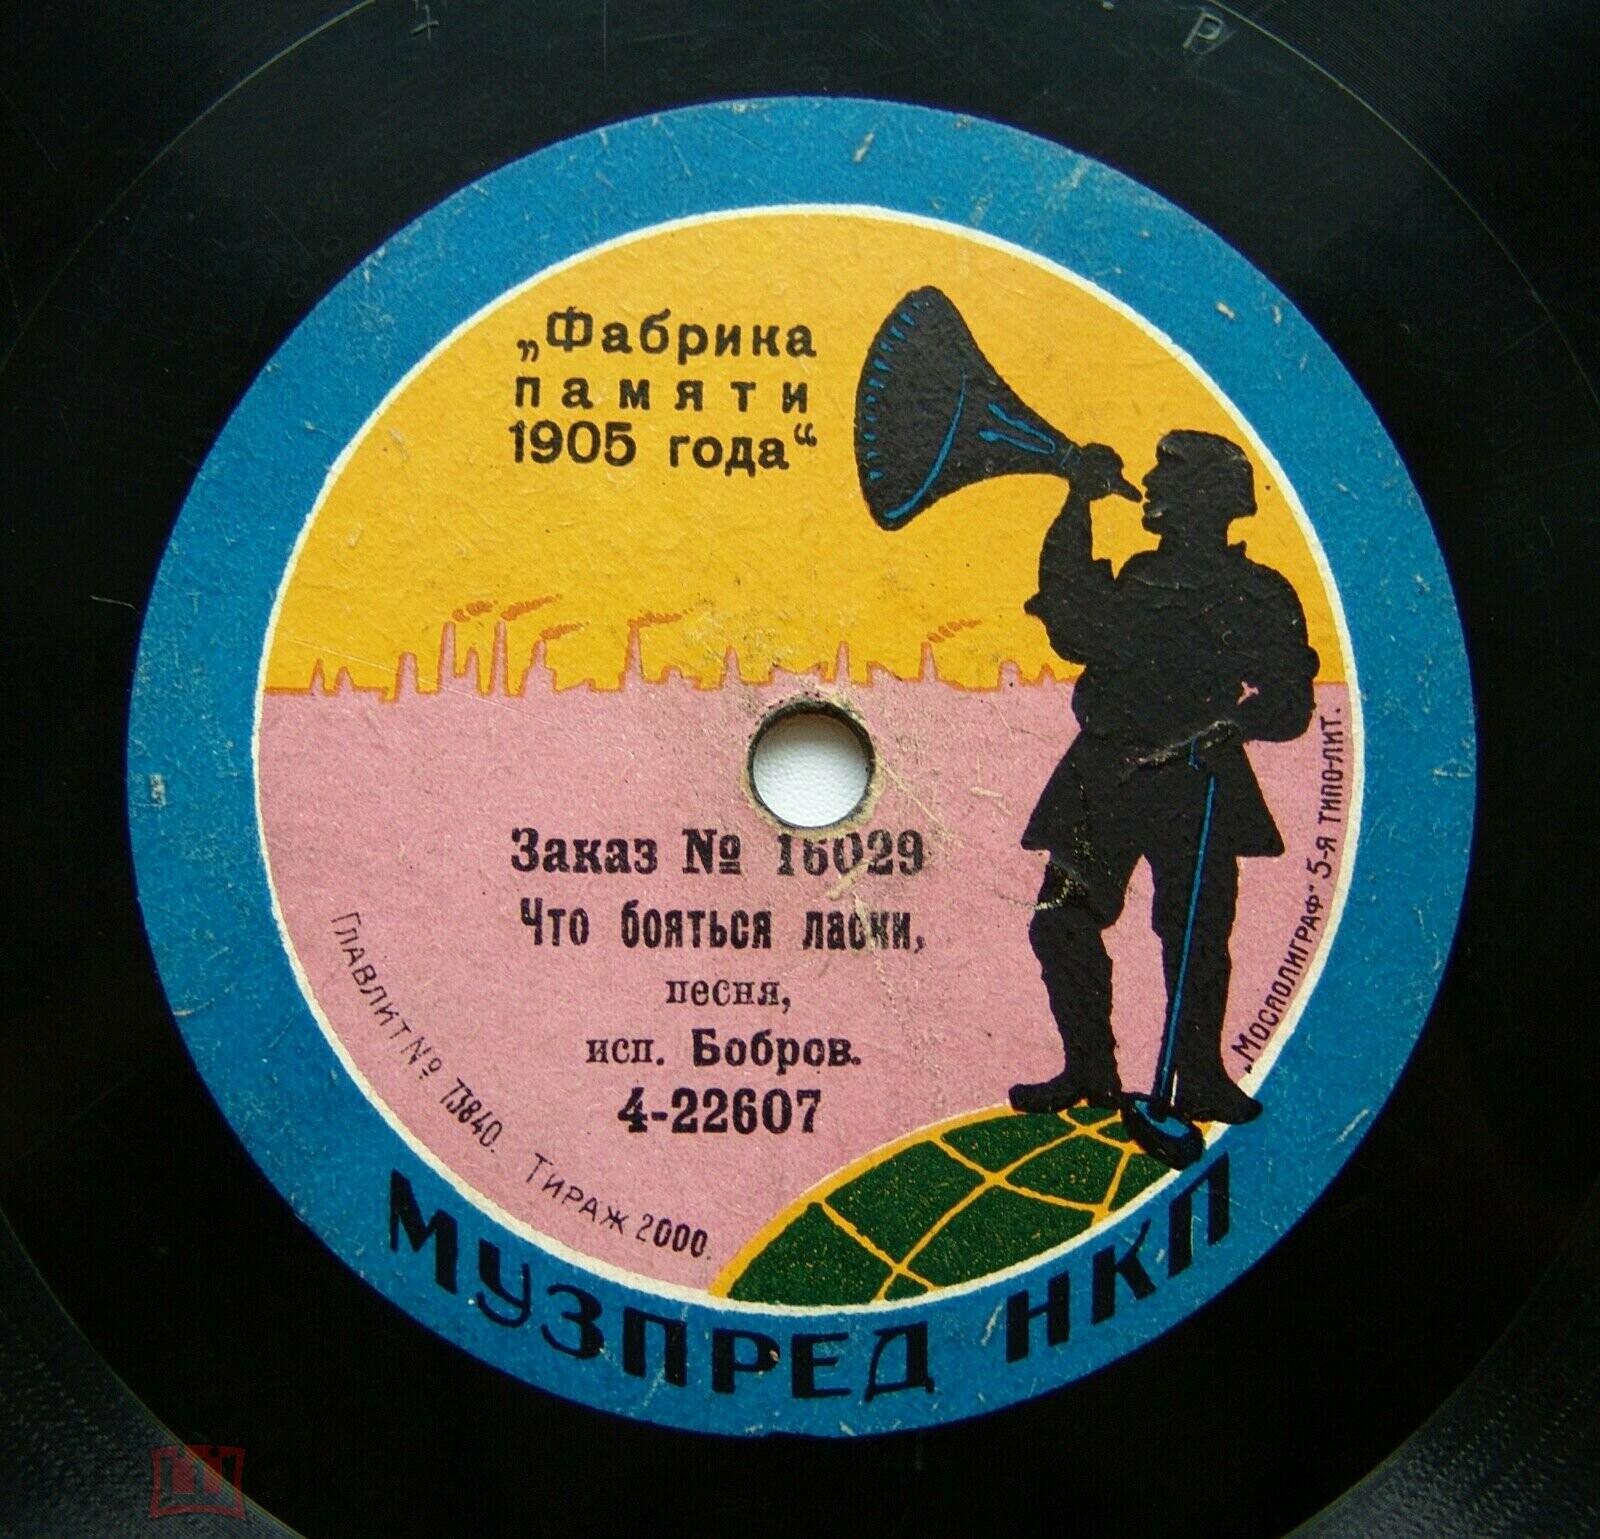 „Фабрика
памяти
1905 года“
Заказ № 16029
Что бояться ласки,
песня,
исп. Бобров.
4-22607
Главлит № 73840. Тираж 2000.
„Мосполиграф“ 5-я типо-лит.
МУЗПРЕД НКП
Р